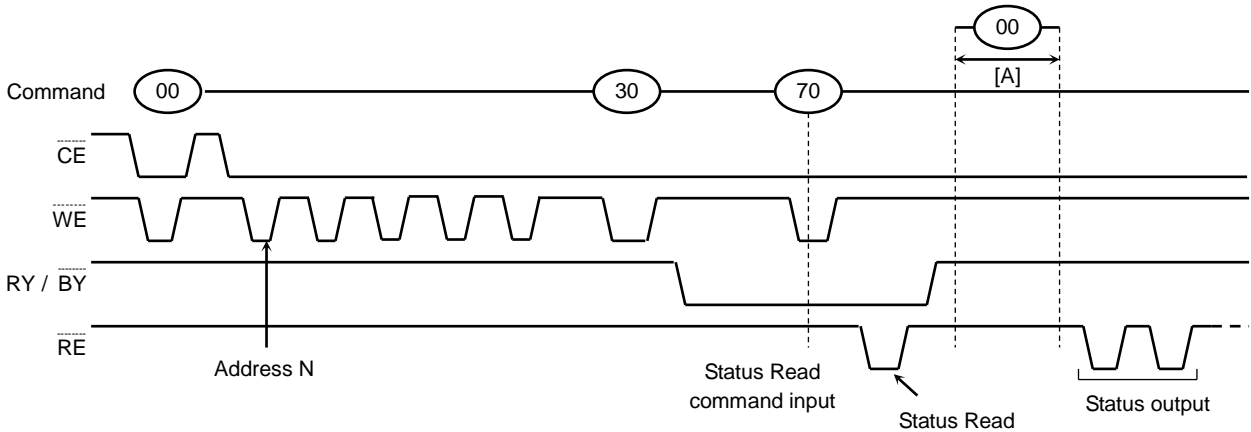 00
[A]
Command
00
30
70
CE
WE
RY / BY
RE
Address N
Status Read
command input
Status Read
Status output